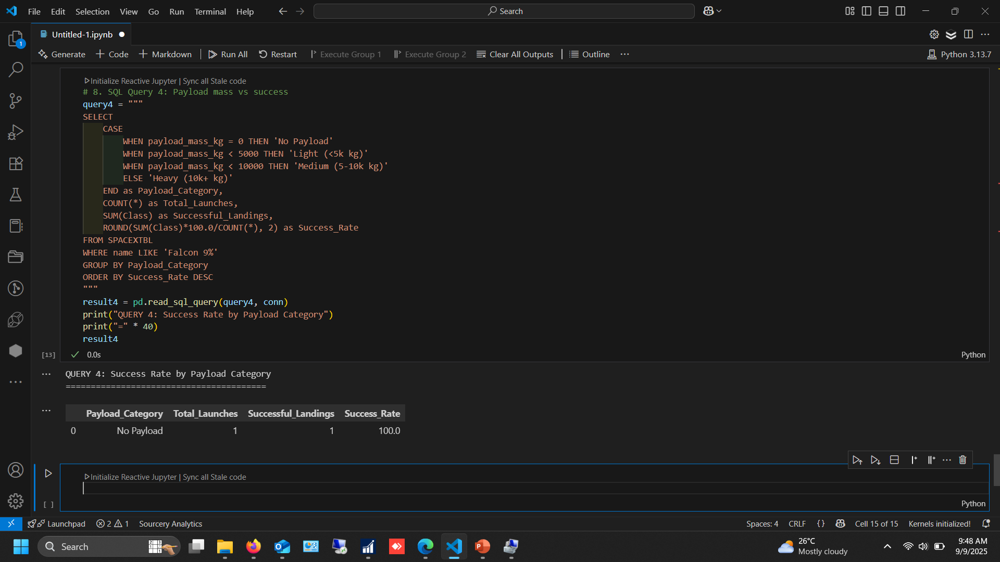 File Edit Selection View Go Run Terminal Help
Search
Untitled-1.ipynb
1
Generate + Code + Markdown Run All Restart Execute Group 1 Execute Group 2 Clear All Outputs Outline ... Python 3.13.7
Initialize Reactive Jupyter | Sync all Stale code
# 8. SQL Query 4: Payload mass vs success
query4 = """
SELECT
CASE
WHEN payload_mass_kg = 0 THEN 'No Payload'
WHEN payload_mass_kg < 5000 THEN 'Light (<5k kg)'
WHEN payload_mass_kg < 10000 THEN 'Medium (5-10k kg)'
ELSE 'Heavy (10k+ kg)'
END as Payload_Category,
COUNT(*) as Total_Launches,
SUM(Class) as Successful_Landings,
ROUND(SUM(Class)*100.0/COUNT(*), 2) as Success_Rate
FROM SPACEXTBL
WHERE name LIKE 'Falcon 9%'
GROUP BY Payload_Category
ORDER BY Success_Rate DESC
"""
result4 = pd.read_sql_query(query4, conn)
print("QUERY 4: Success Rate by Payload Category")
print("=" * 40)
result4
[13] 0.0s Python
QUERY 4: Success Rate by Payload Category
========================================
Payload_Category Total_Launches Successful_Landings Success_Rate
0 No Payload 1 1 100.0
Initialize Reactive Jupyter | Sync all Stale code
[ ] Python
Launchpad 2 1 Sourcery Analytics Spaces: 4 CRLF {} Cell 15 of 15 Kernels initialized!
Search
26°C
Mostly cloudy
9:48 AM
9/9/2025